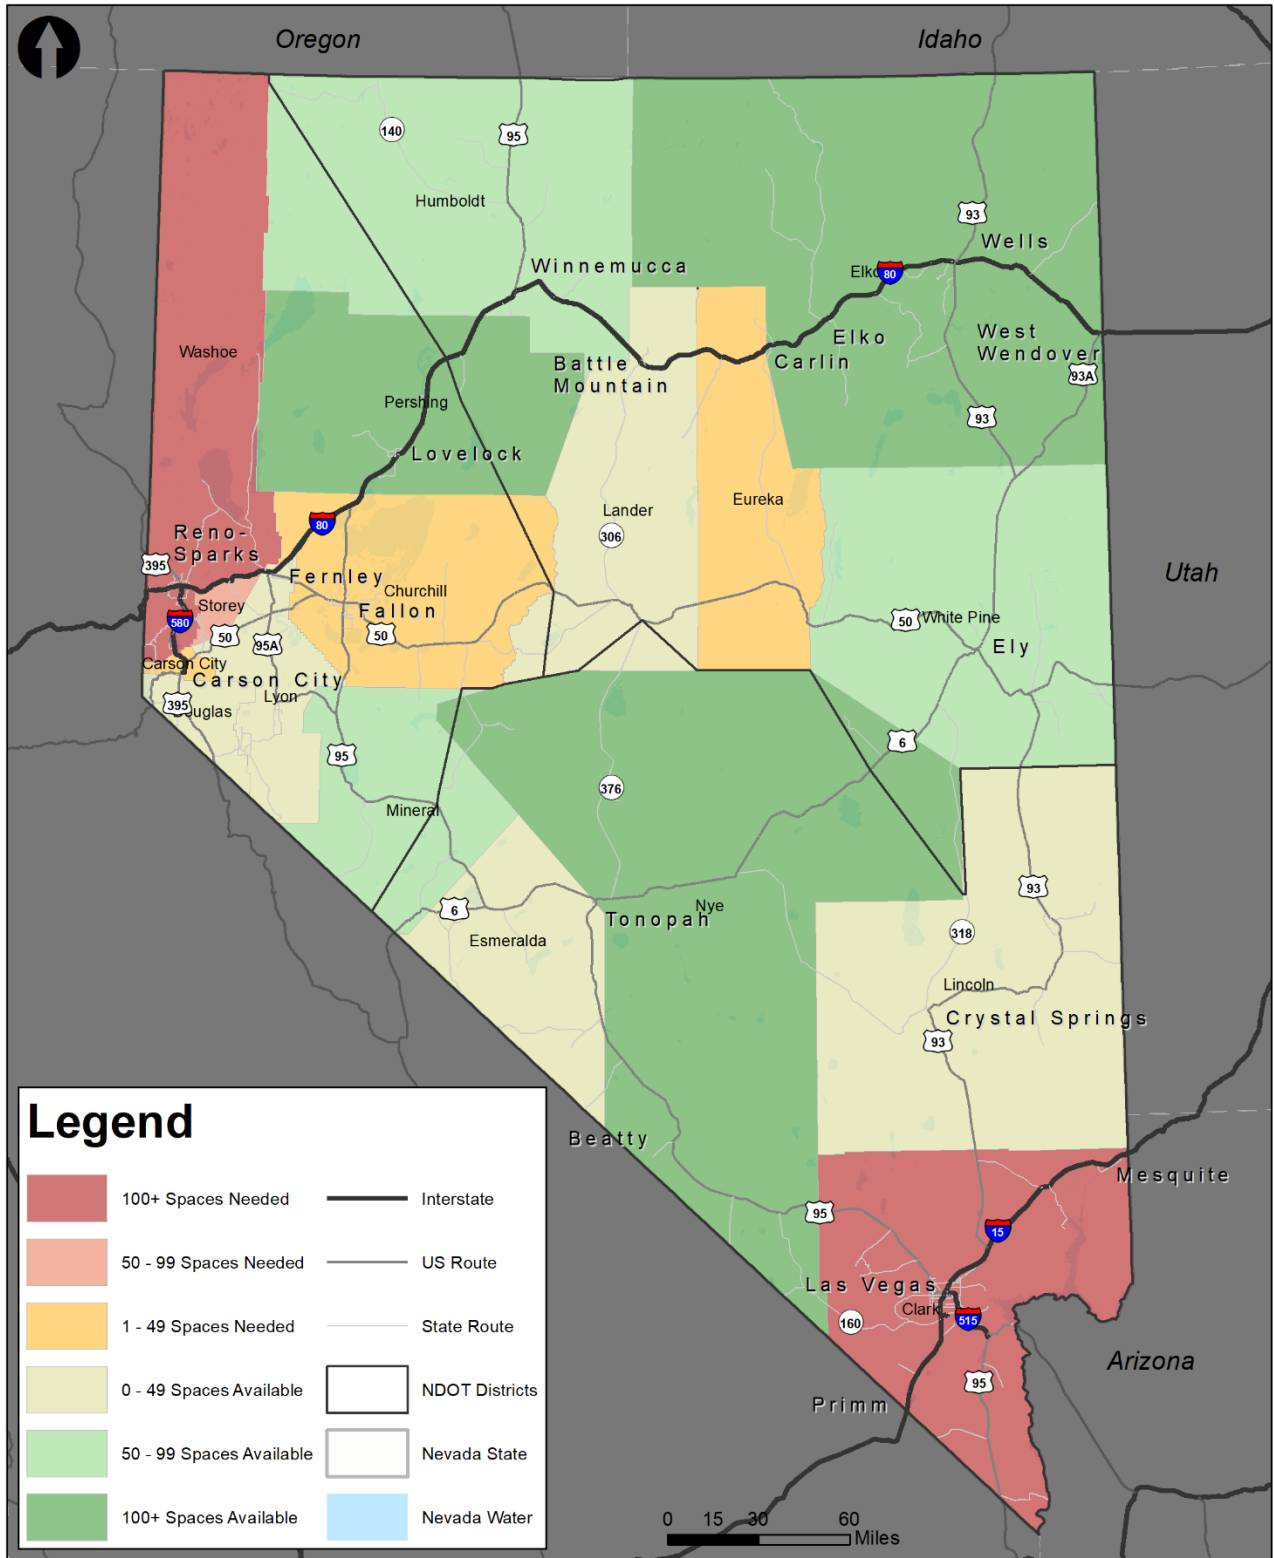 Oregon
Idaho
140
95
Humboldt
93
Wells
Winnemucca
Elko
80
Washoe
Elko
West
Wendover
Battle
Mountain
Carlin
93A
Pershing
93
Lovelock
Eureka
Lander
306
80
Reno-
Sparks
395
Fernley
Churchill
Fallon
Utah
Storey
580
50
95A
50
50
White Pine
Ely
Carson City
Carson City
Lyon
395
Douglas
95
6
376
Mineral
93
6
Nye
Tonopah
Esmeralda
318
Lincoln
Crystal Springs
93
Beatty
Mesquite
95
15
Las Vegas
Clark
160
515
Arizona
95
Primm
Legend
100+ Spaces Needed
Interstate
50 - 99 Spaces Needed
US Route
1 - 49 Spaces Needed
State Route
0 - 49 Spaces Available
NDOT Districts
50 - 99 Spaces Available
Nevada State
100+ Spaces Available
Nevada Water
0 15 30 60
Miles